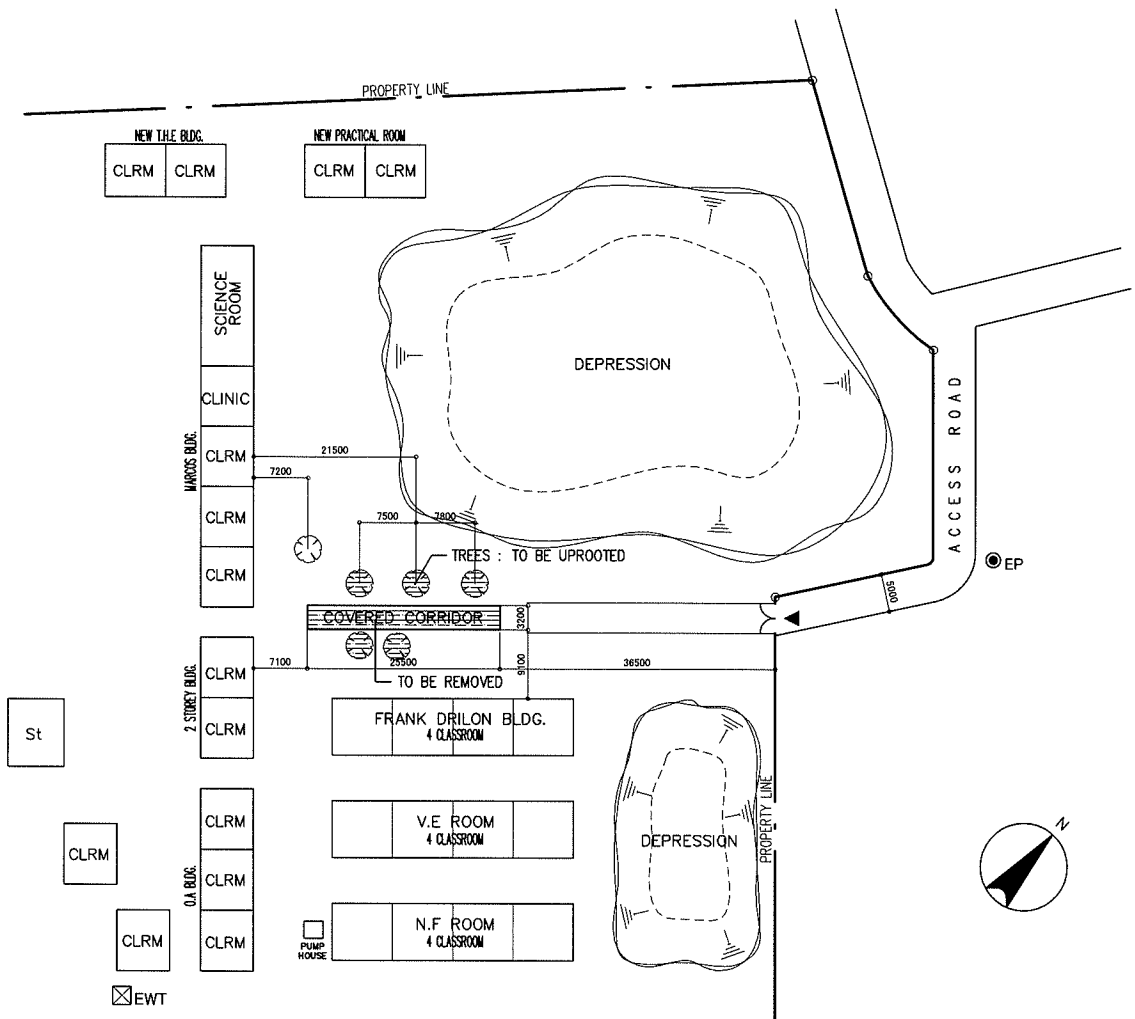 PROPERTY LINE
NEW T.H.E BLDG.
NEW PRACTICAL ROOM
CLRM
CLRM
CLRM
CLRM
SCIENCE
ROOM
DEPRESSION
CLINIC
MARCOS BLDG.
CLRM
21500
7200
CLRM
7500
7800
CLRM
TREES : TO BE UPROOTED
ACCESS ROAD
EP
5000
COVERED CORRIDOR
3200
7100
25500
9100
36500
TO BE REMOVED
2 STOREY BLDG.
CLRM
CLRM
St
FRANK DRILON BLDG.
4 CLASSROOM
PROPERTY LINE
N
CLRM
V.E ROOM
4 CLASSROOM
DEPRESSION
CLRM
O.A BLDG.
CLRM
CLRM
CLRM
PUMP
HOUSE
N.F ROOM
4 CLASSROOM
EWT